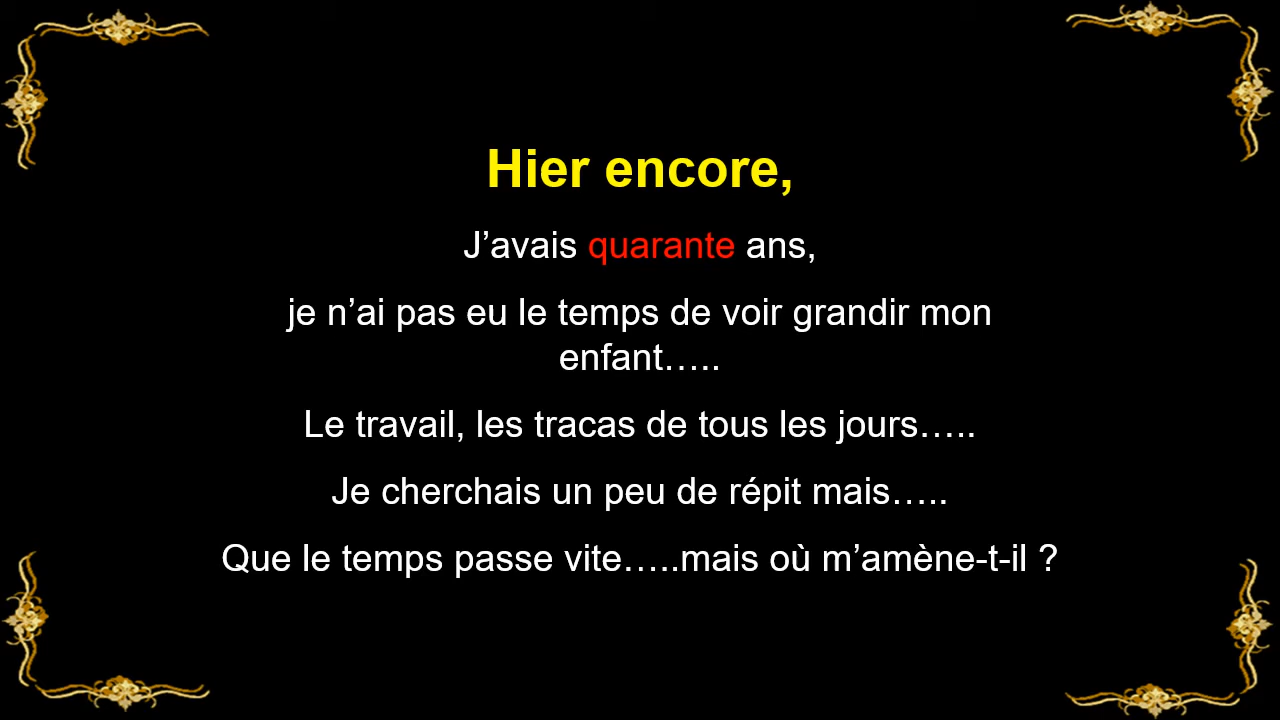 Hier encore,
J’avais quarante ans,
je n’ai pas eu le temps de voir grandir mon
enfant…..
Le travail, les tracas de tous les jours…..
Je cherchais un peu de répit mais…..
Que le temps passe vite…..mais où m’amène-t-il ?